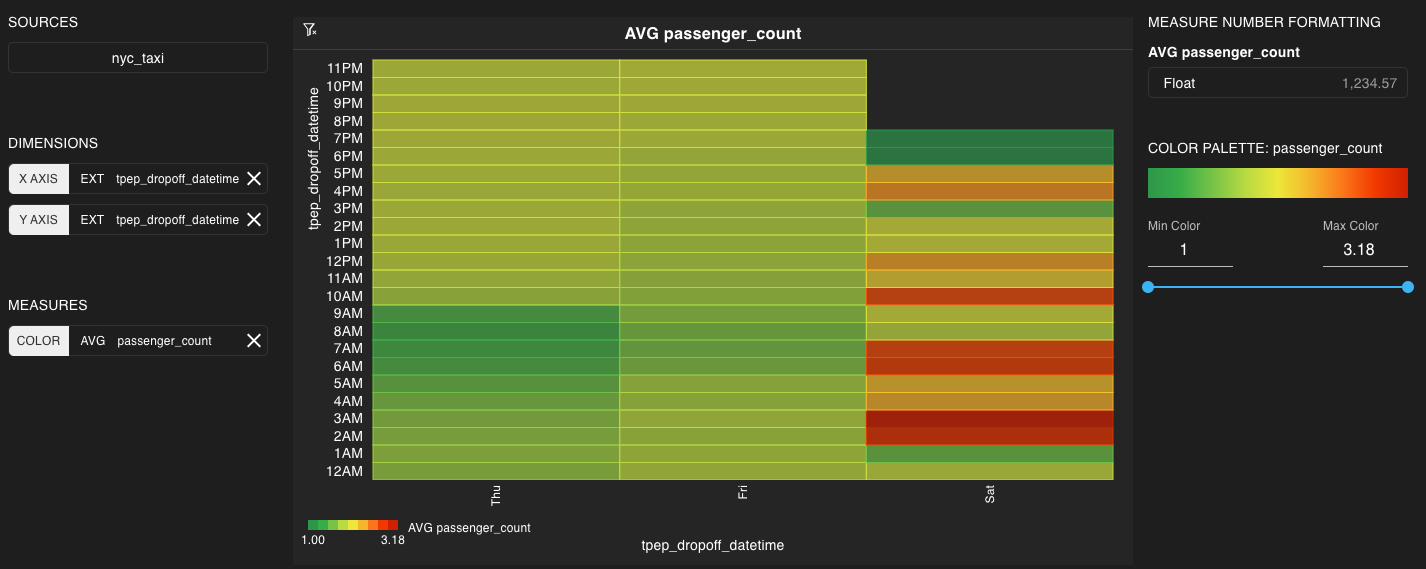 SOURCES
nyc_taxi
DIMENSIONS
X AXIS EXT tpep_dropoff_datetime
Y AXIS EXT tpep_dropoff_datetime
MEASURES
COLOR AVG passenger_count
AVG passenger_count
tpep_dropoff_datetime
11PM
10PM
9PM
8PM
7PM
6PM
5PM
4PM
3PM
2PM
1PM
12PM
11AM
10AM
9AM
8AM
7AM
6AM
5AM
4AM
3AM
2AM
1AM
12AM
Thu Fri Sat
AVG passenger_count
1.00 3.18
tpep_dropoff_datetime
MEASURE NUMBER FORMATTING
AVG passenger_count
Float 1,234.57
COLOR PALETTE: passenger_count
Min Color Max Color
1 3.18